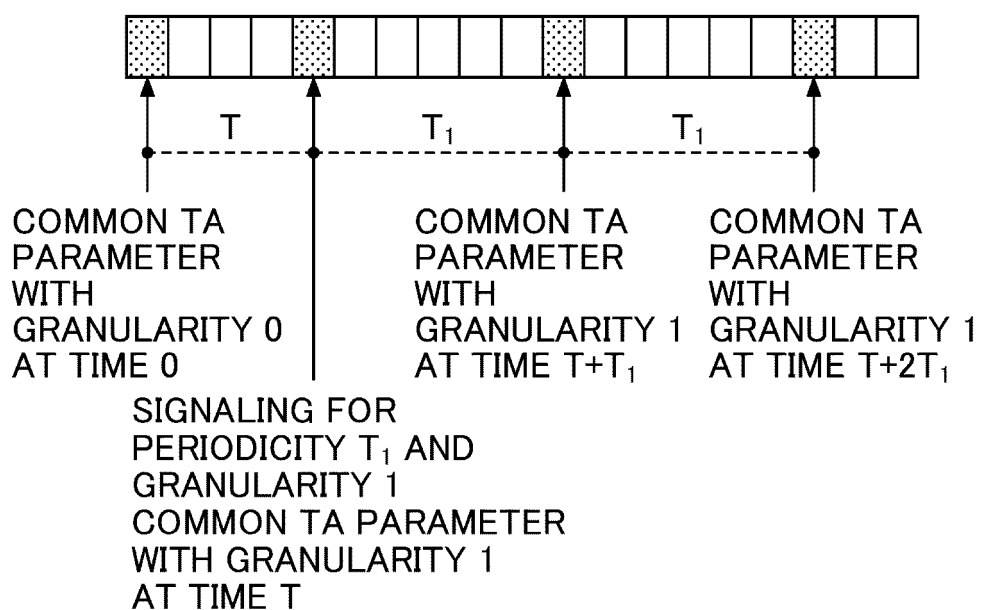 T
T₁
T₁
COMMON TA
PARAMETER
WITH
GRANULARITY 0
AT TIME 0
COMMON TA
PARAMETER
WITH
GRANULARITY 1
AT TIME T+T₁
COMMON TA
PARAMETER
WITH
GRANULARITY 1
AT TIME T+2T₁
SIGNALING FOR
PERIODICITY T₁ AND
GRANULARITY 1
COMMON TA PARAMETER
WITH GRANULARITY 1
AT TIME T